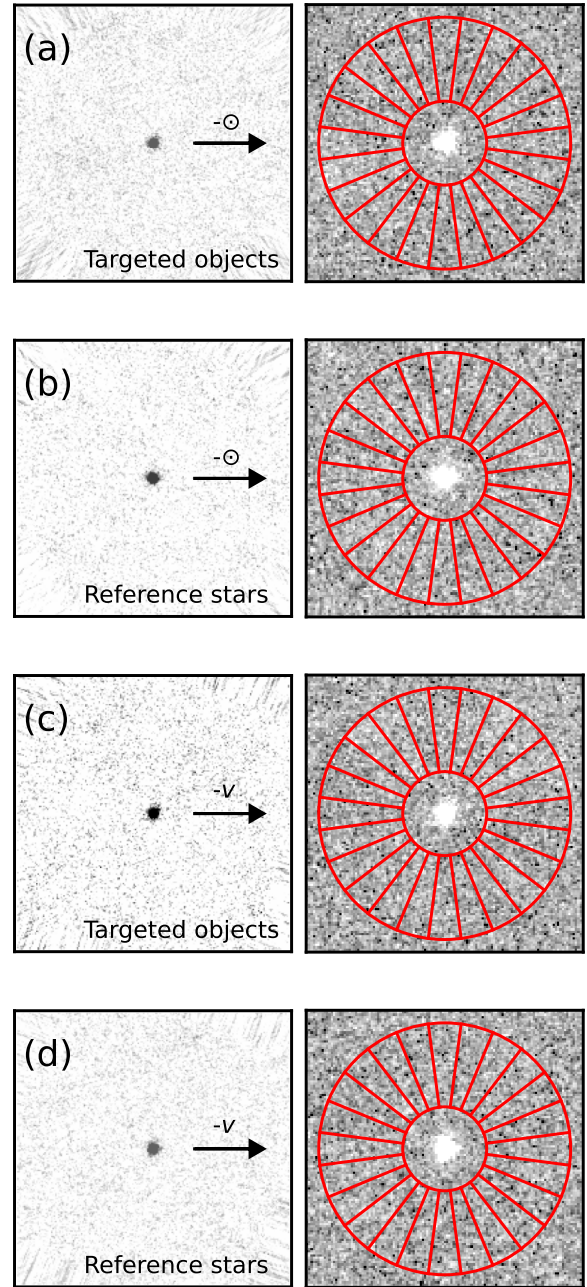 (a)
-⊙
Targeted objects
(b)
-⊙
Reference stars
(c)
-v
Targeted objects
(d)
-v
Reference stars